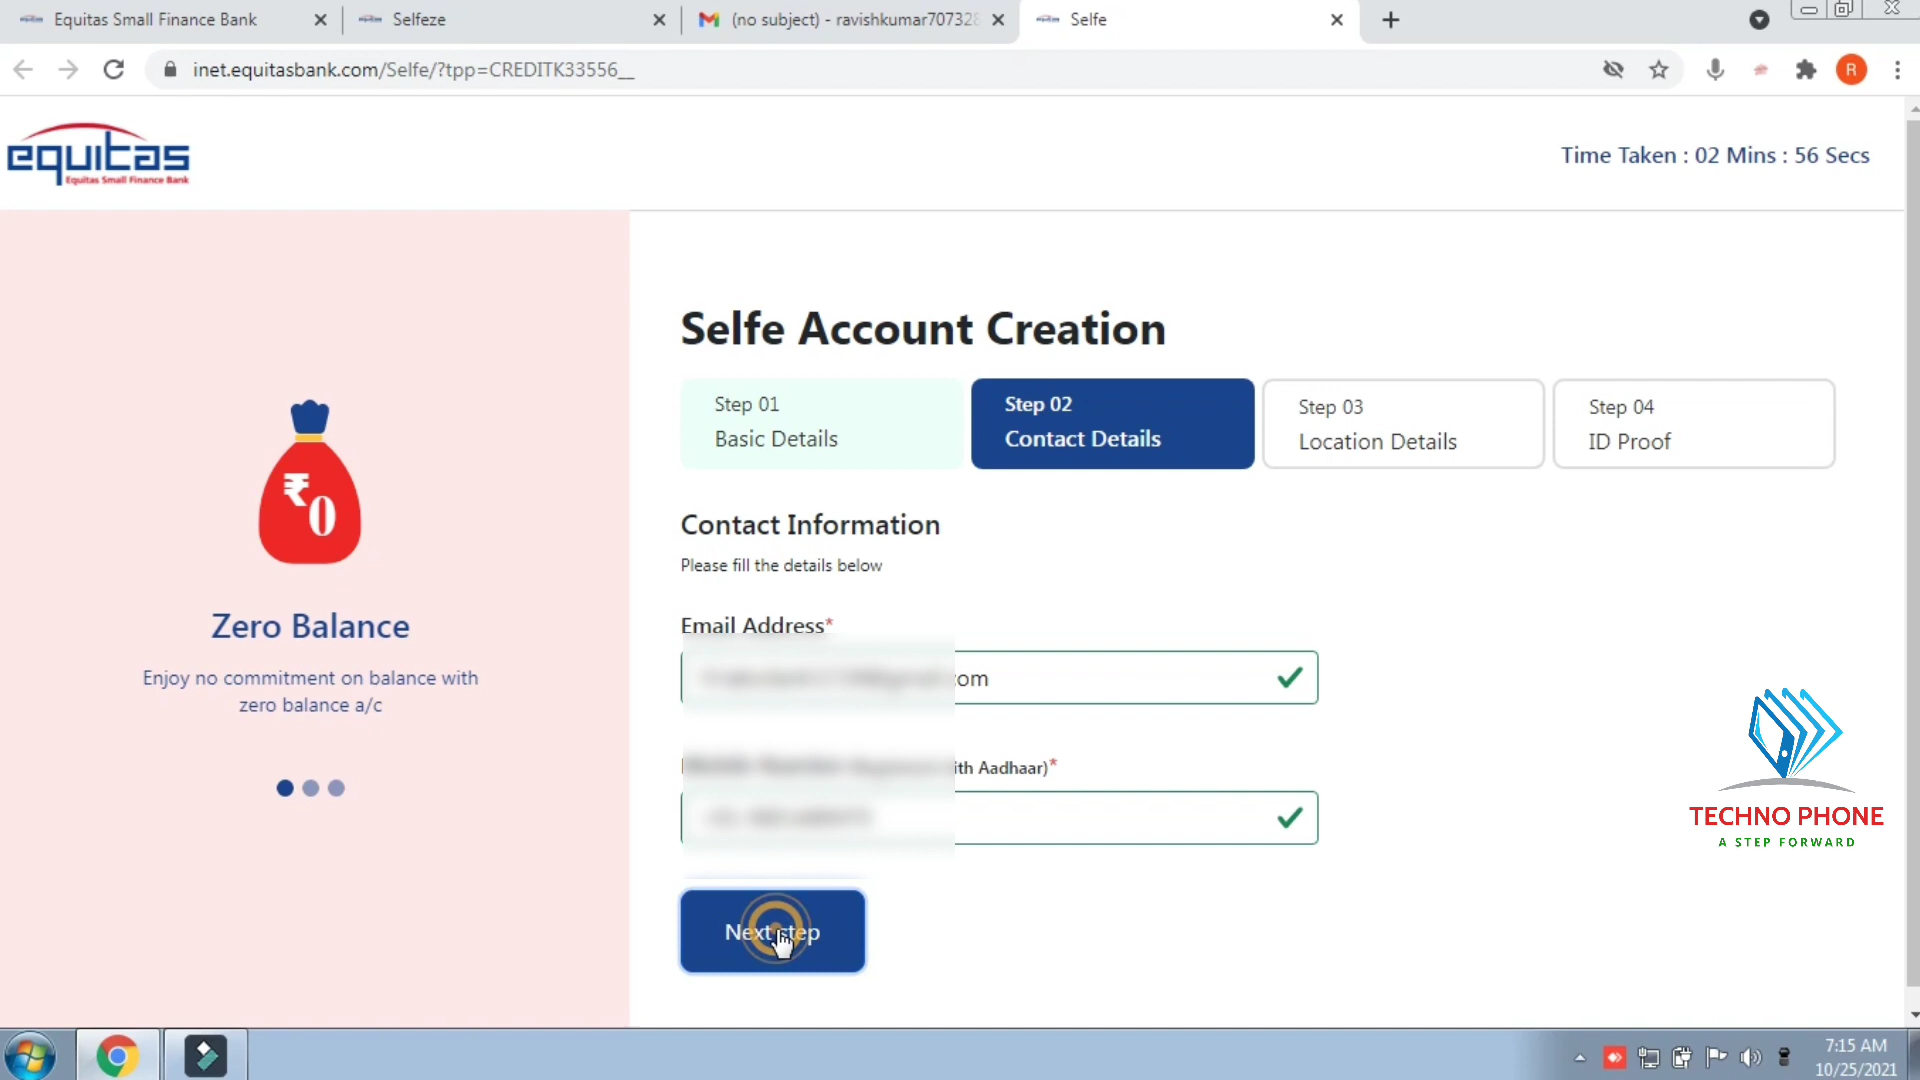 Equitas Small Finance Bank
Selfeze
(no subject) - ravishkumar707328
Selfe
inet.equitasbank.com/Selfe/?tpp=CREDITK33556__
R
equitas
Equitas Small Finance Bank
Time Taken : 02 Mins : 56 Secs
Selfe Account Creation
Step 01
Basic Details
Step 02
Contact Details
Step 03
Location Details
Step 04
ID Proof
₹0
Zero Balance
Enjoy no commitment on balance with
zero balance a/c
Contact Information
Please fill the details below
Email Address*
com
ith Aadhaar)*
Next step
TECHNO PHONE
A STEP FORWARD
7:15 AM
10/25/2021